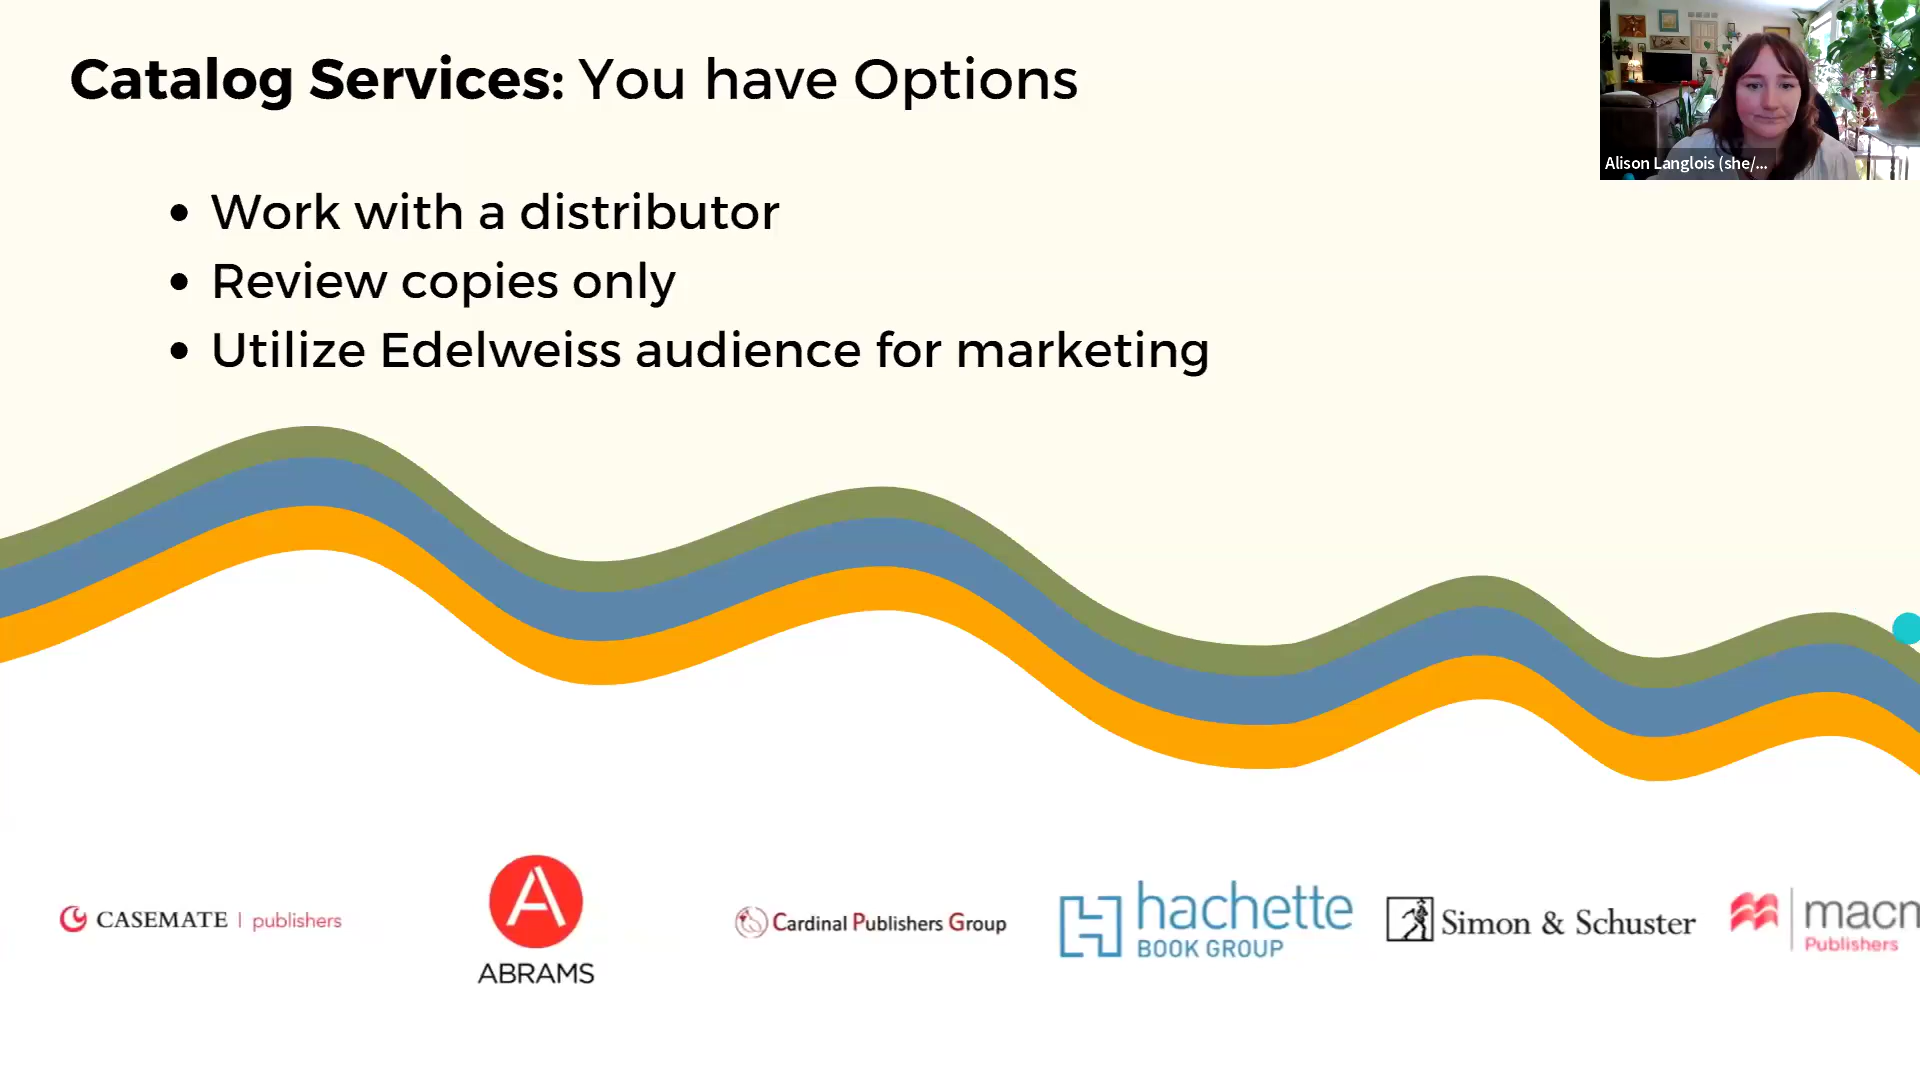 Catalog Services: You have Options
Alison Langlois (she/...
• Work with a distributor
• Review copies only
• Utilize Edelweiss audience for marketing
CASEMATE | publishers
ABRAMS
Cardinal Publishers Group
hachette
BOOK GROUP
Simon & Schuster
macn
Publishers